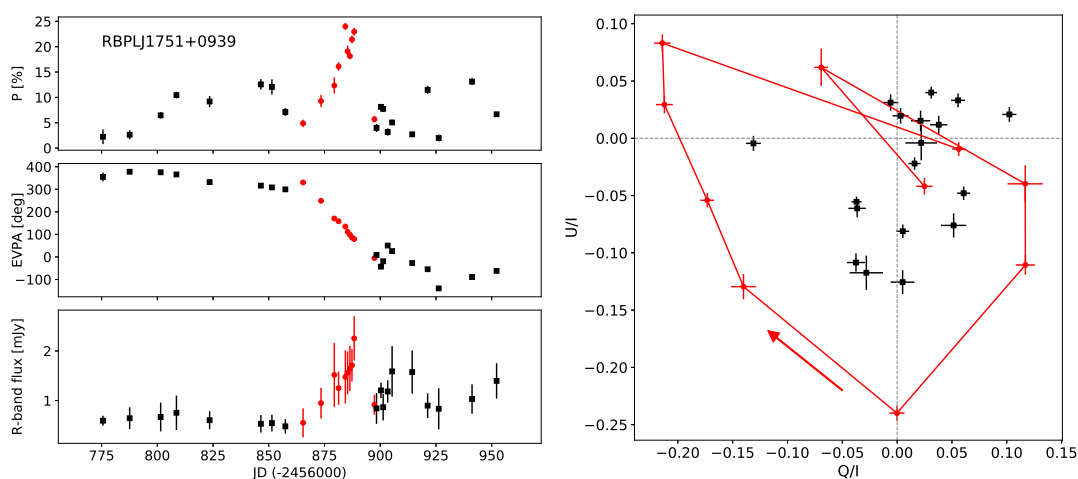 RBPLJ1751+0939
P [%]
25
20
15
10
5
0
EVPA [deg]
400
300
200
100
0
−100
R-band flux [mJy]
2
1
775 800 825 850 875 900 925 950
JD (-2456000)
U/I
0.10
0.05
0.00
−0.05
−0.10
−0.15
−0.20
−0.25
−0.20 −0.15 −0.10 −0.05 0.00 0.05 0.10 0.15
Q/I